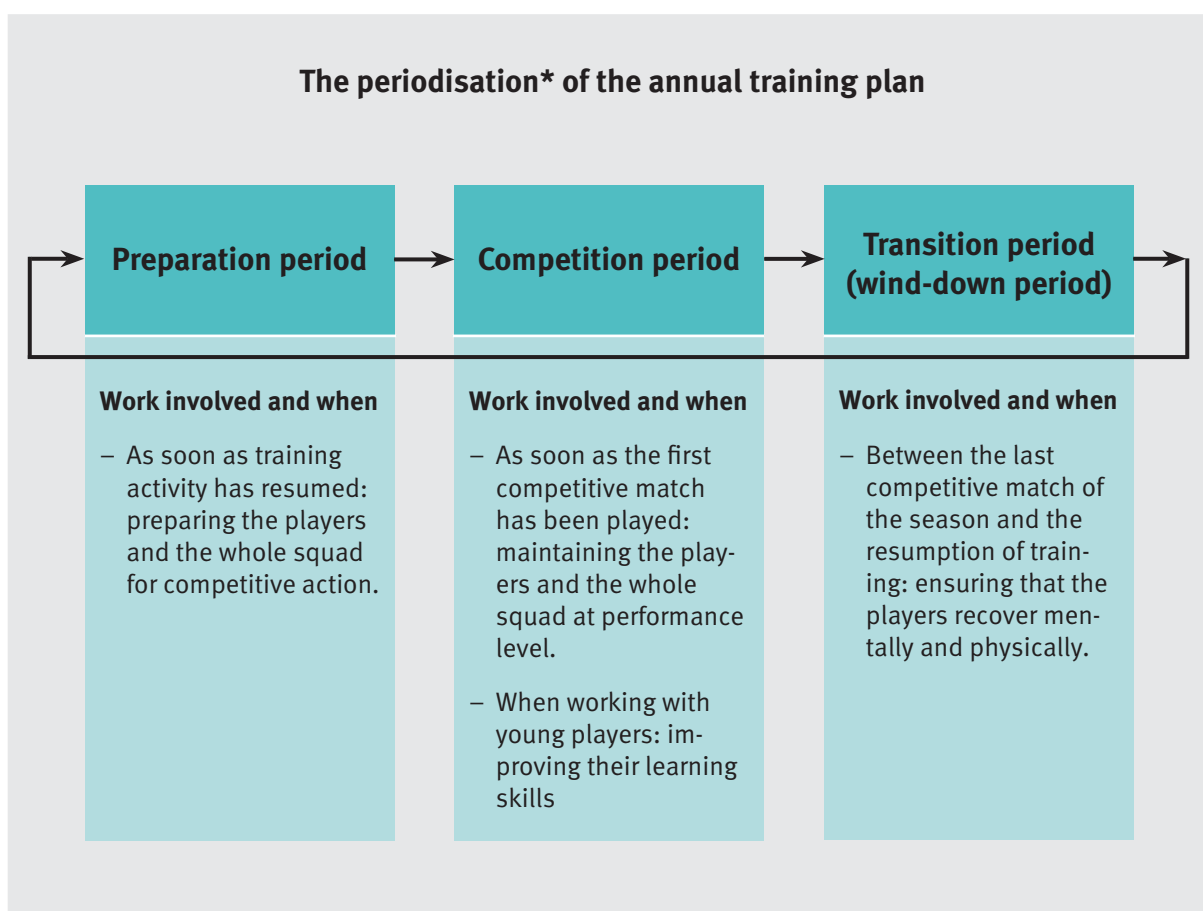 The periodisation* of the annual training plan
Preparation period
Work involved and when
– As soon as training
activity has resumed:
preparing the players
and the whole squad
for competitive action.
Competition period
Work involved and when
– As soon as the first
competitive match
has been played:
maintaining the play-
ers and the whole
squad at performance
level.
– When working with
young players: im-
proving their learning
skills
Transition period
(wind-down period)
Work involved and when
– Between the last
competitive match of
the season and the
resumption of train-
ing: ensuring that the
players recover men-
tally and physically.